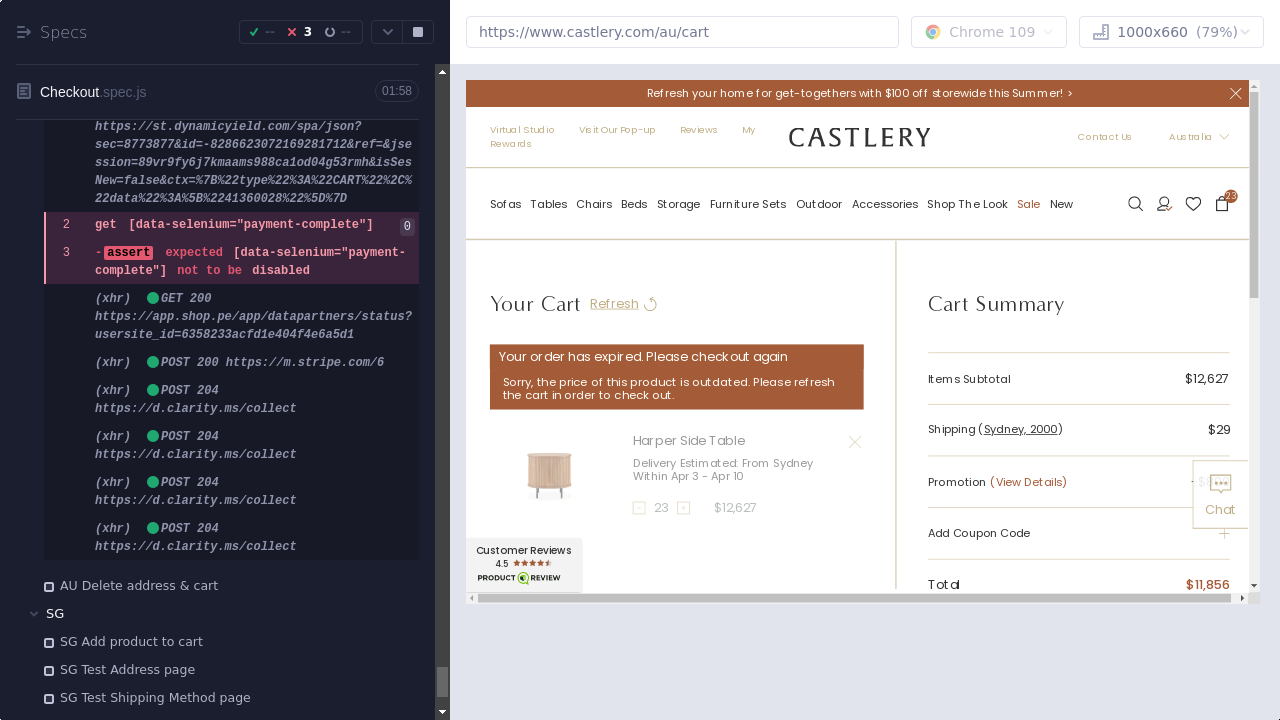 Specs
--
3
--
Checkout.spec.js
01:58
https://st.dynamicyield.com/spa/json?
sec=8773877&id=-8286623072169281712&ref=&jse
ssion=89vr9fy6j7kmaams988ca1od04g53rmh&isSes
New=false&ctx=%7B%22type%22%3A%22CART%22%2C%
22data%22%3A%5B%2241360028%22%5D%7D
2 get [data-selenium="payment-complete"] 0
3 -assert expected [data-selenium="payment-
complete"] not to be disabled
(xhr) GET 200
https://app.shop.pe/app/datapartners/status?
usersite_id=6358233acfd1e404f4e6a5d1
(xhr) POST 200 https://m.stripe.com/6
(xhr) POST 204
https://d.clarity.ms/collect
(xhr) POST 204
https://d.clarity.ms/collect
(xhr) POST 204
https://d.clarity.ms/collect
(xhr) POST 204
https://d.clarity.ms/collect
AU Delete address & cart
SG
SG Add product to cart
SG Test Address page
SG Test Shipping Method page
https://www.castlery.com/au/cart
Chrome 109
1000x660 (79%)
Refresh your home for get-togethers with $100 off storewide this Summer! >
Virtual Studio Visit Our Pop-up Reviews My
Rewards
CASTLERY
Contact Us Australia
Sofas Tables Chairs Beds Storage Furniture Sets Outdoor Accessories Shop The Look Sale New
23
Your Cart Refresh
Your order has expired. Please check out again
Sorry, the price of this product is outdated. Please refresh
the cart in order to check out.
Harper Side Table
Delivery Estimated: From Sydney
Within Apr 3 - Apr 10
- 23 + $12,627
Customer Reviews
4.5
PRODUCT REVIEW
Cart Summary
Items Subtotal $12,627
Shipping (Sydney, 2000) $29
Promotion (View Details)
Chat
Add Coupon Code
Total $11,856